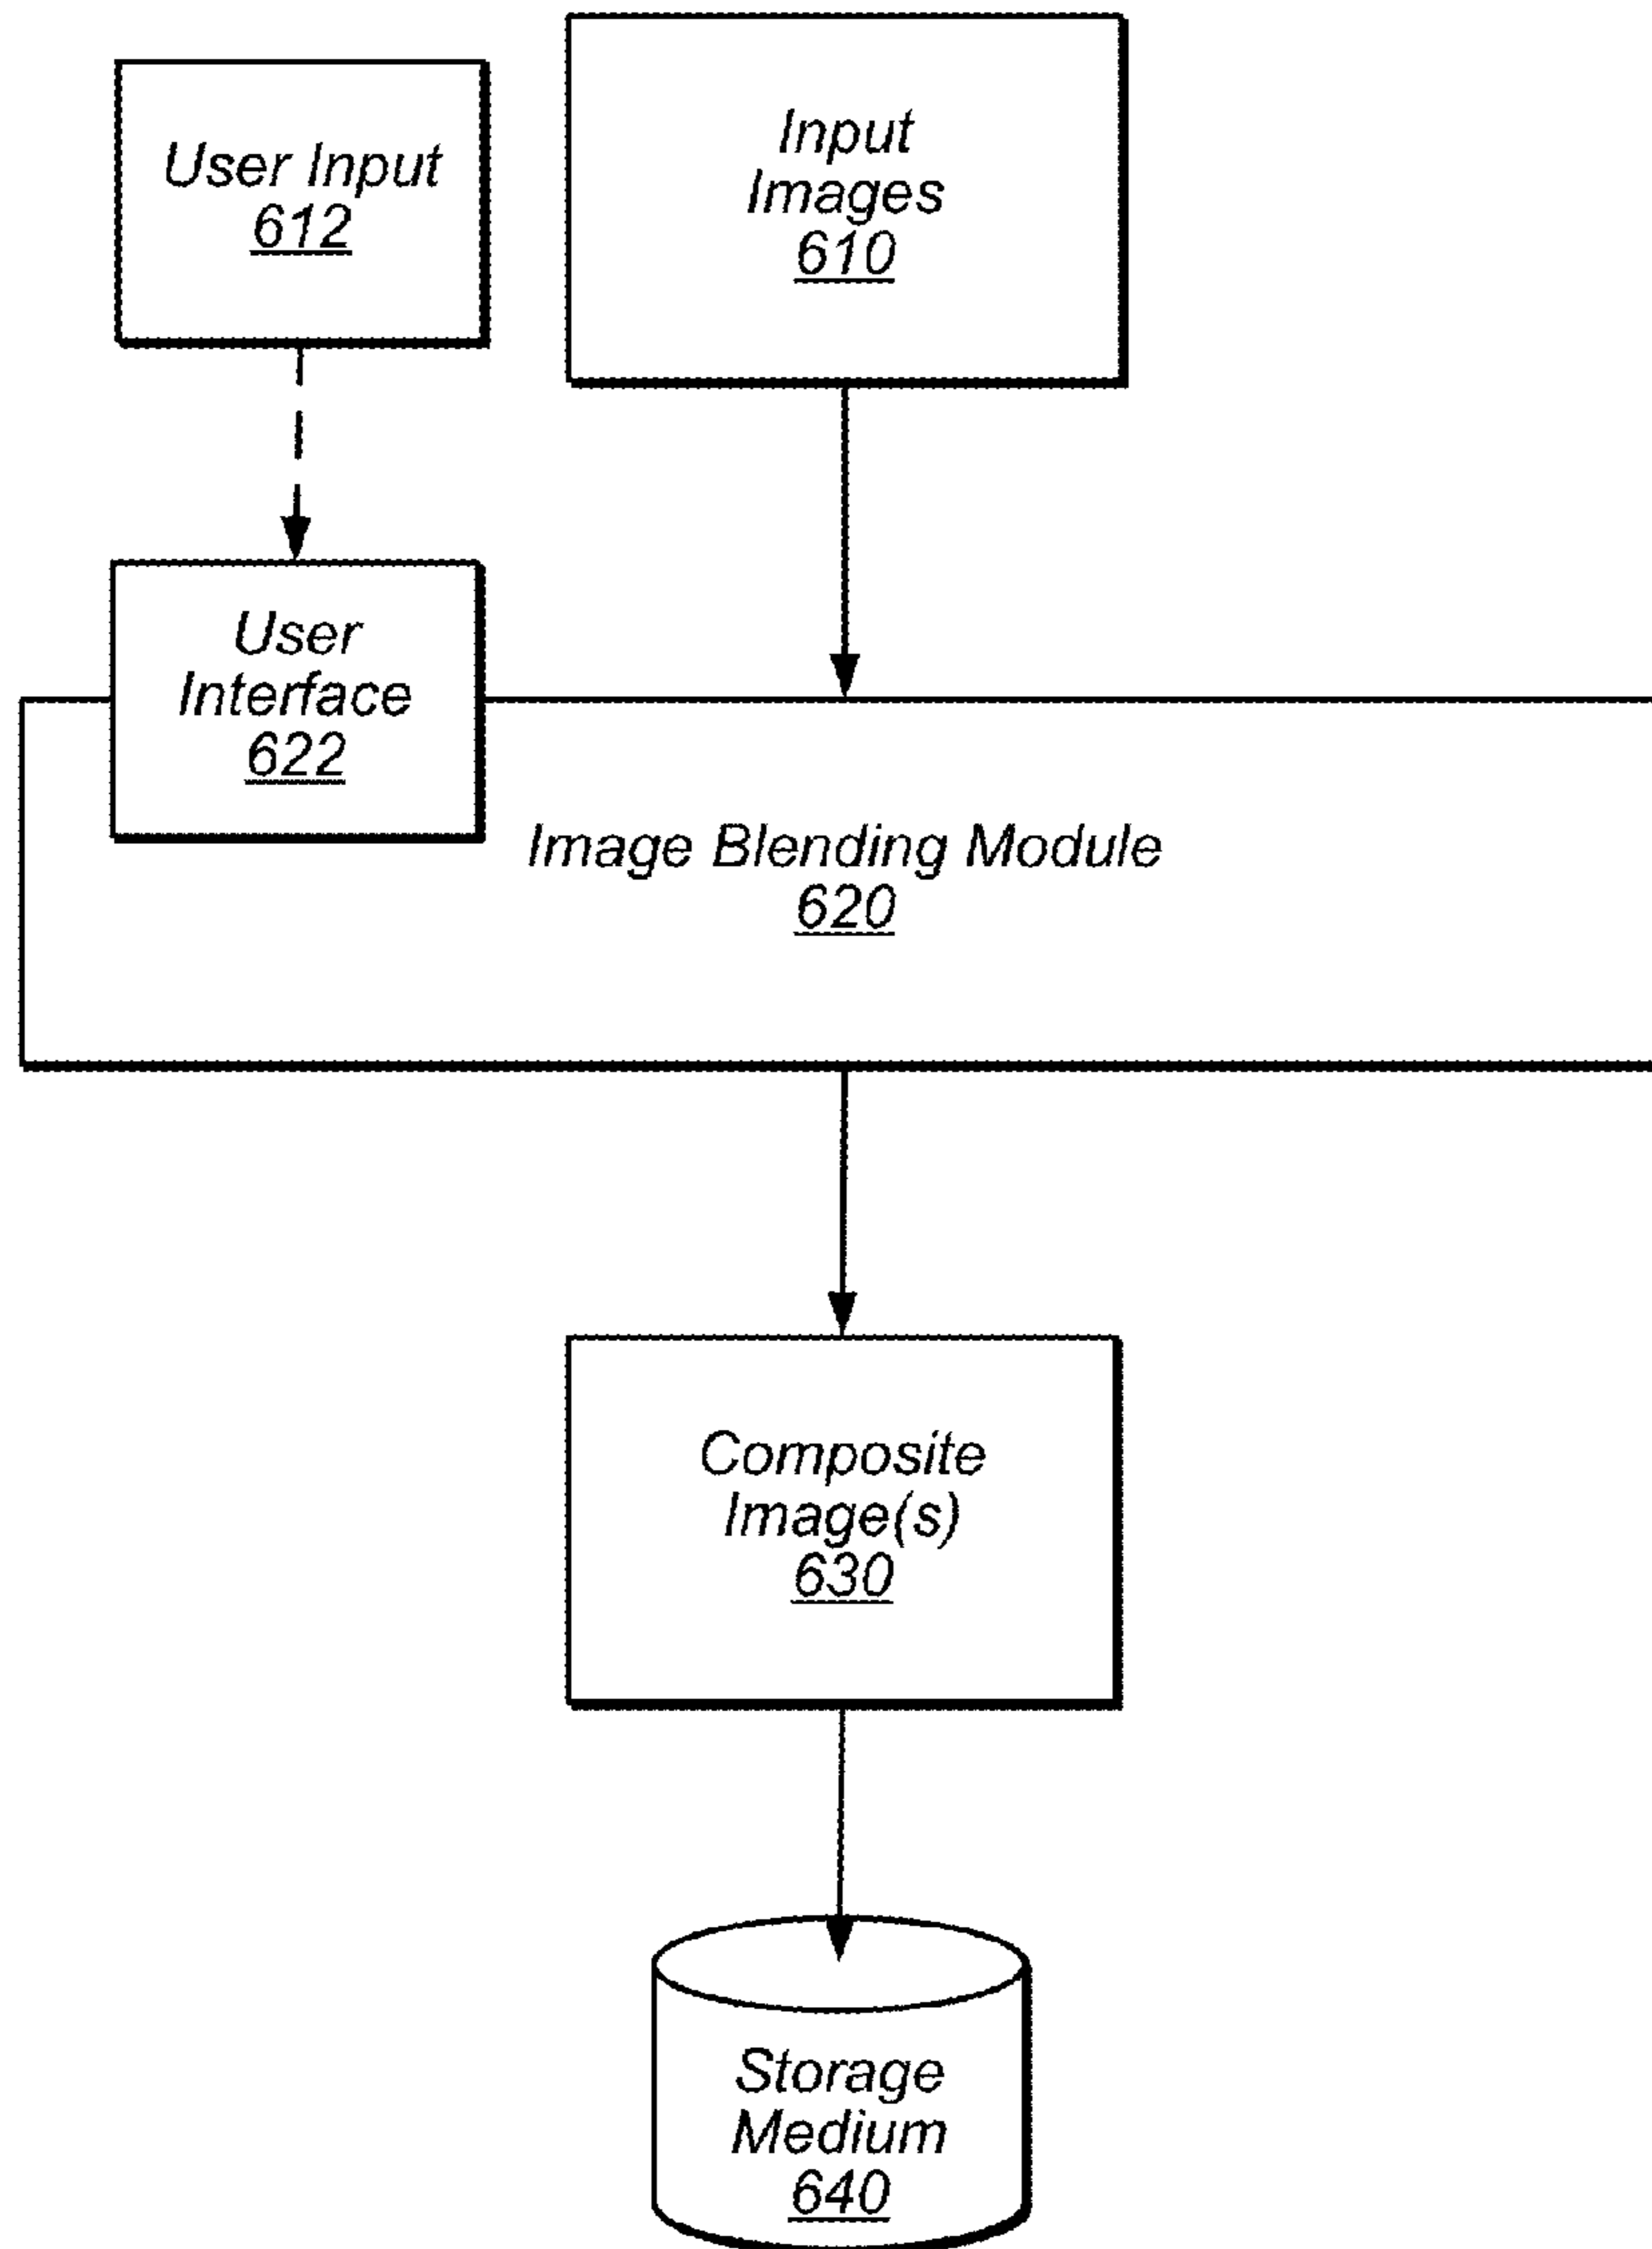 User Input
612
Input
Images
610
User
Interface
622
Image Blending Module
620
Composite
Image(s)
630
Storage
Medium
640